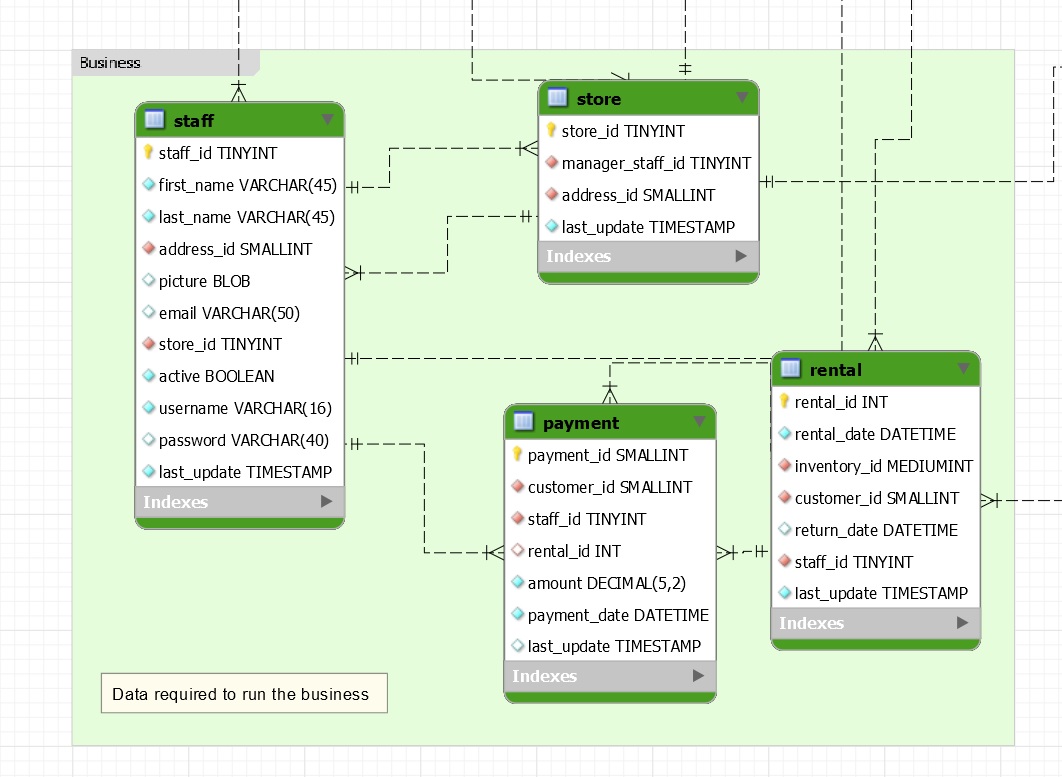 Business
staff
staff_id TINYINT
first_name VARCHAR(45)
last_name VARCHAR(45)
address_id SMALLINT
picture BLOB
email VARCHAR(50)
store_id TINYINT
active BOOLEAN
username VARCHAR(16)
password VARCHAR(40)
last_update TIMESTAMP
Indexes
store
store_id TINYINT
manager_staff_id TINYINT
address_id SMALLINT
last_update TIMESTAMP
Indexes
payment
payment_id SMALLINT
customer_id SMALLINT
staff_id TINYINT
rental_id INT
amount DECIMAL(5,2)
payment_date DATETIME
last_update TIMESTAMP
Indexes
rental
rental_id INT
rental_date DATETIME
inventory_id MEDIUMINT
customer_id SMALLINT
return_date DATETIME
staff_id TINYINT
last_update TIMESTAMP
Indexes
Data required to run the business